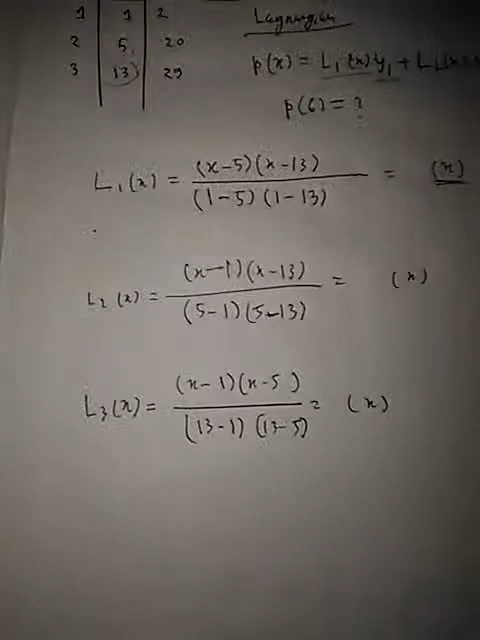 1 1 2
Lagrangian
2 5 20
p(x) = L₁(x) y₁ + L₂(x)
3 13 29
p(6) = ?
L₁(x) = (x-5)(x-13) / (1-5)(1-13) = (x)
L₂(x) = (x-1)(x-13) / (5-1)(5-13) = (x)
L₃(x) = (x-1)(x-5) / (13-1)(13-5) = (x)